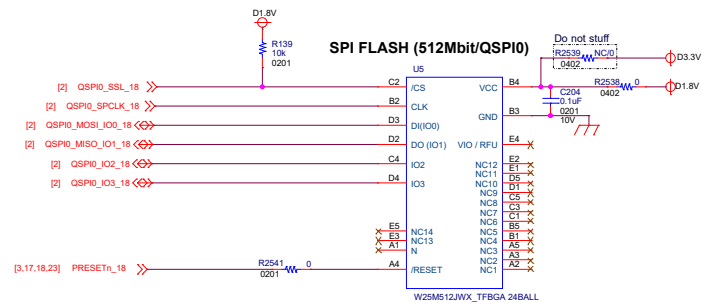 D1.8V
R139
10k
0201
SPI FLASH (512Mbit/QSPI0)
Do not stuff
R2539 NC/0
0402
D3.3V
U5
[2] QSPI0_SSL_18 C2 /CS VCC B4 R2538 0 D1.8V
0402
C204
0.1uF
0201
10V
[2] QSPI0_SPCLK_18 B2 CLK
GND B3
[2] QSPI0_MOSI_IO0_18 D3 DI(IO0)
[2] QSPI0_MISO_IO1_18 D2 DO (IO1) VIO / RFU E4
[2] QSPI0_IO2_18 C4 IO2 NC12 E2
NC11 E1
[2] QSPI0_IO3_18 D4 IO3 NC10 D5
NC9 D1
NC8 C5
NC7 C3
NC6 C1
E5 NC14 NC5 B5
E3 NC13 NC4 B1
A1 N NC3 A5
NC2 A3
[3,17,18,23] PRESETn_18 R2541 0 A4 /RESET NC1 A2
0201
W25M512JWX_TFBGA 24BALL